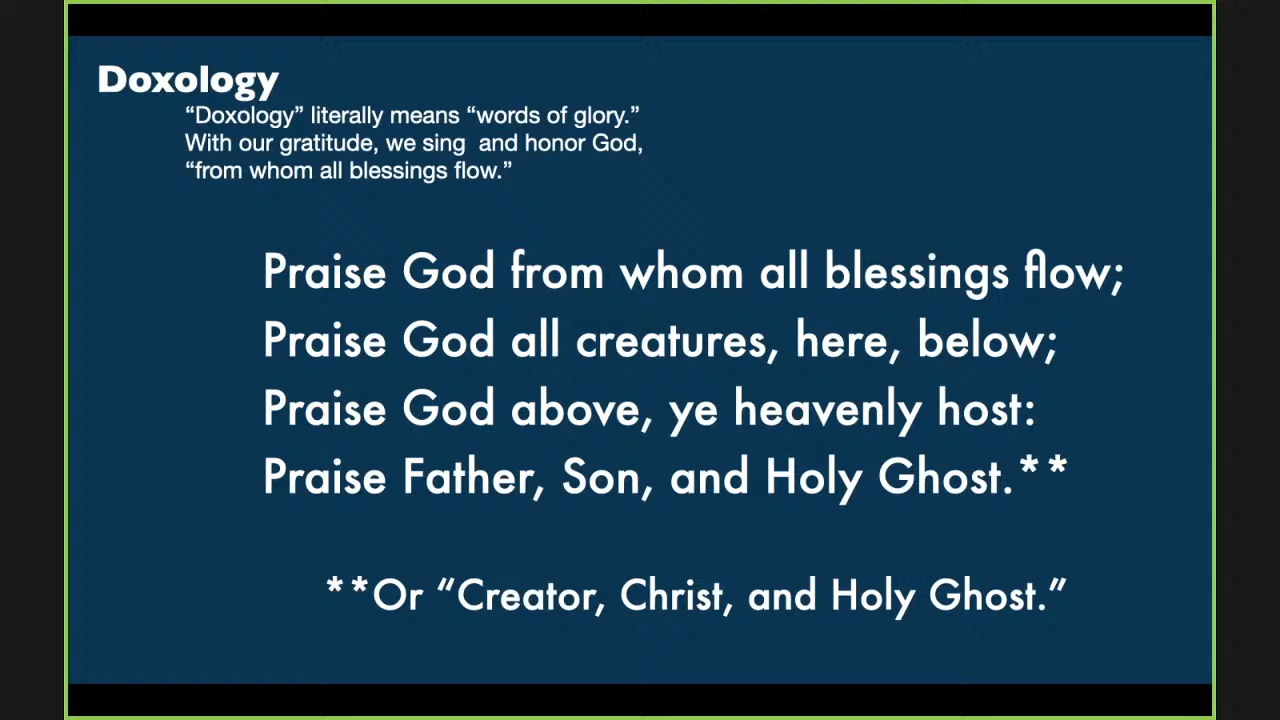 Doxology
“Doxology” literally means “words of glory.”
With our gratitude, we sing  and honor God,
“from whom all blessings flow.”
Praise God from whom all blessings flow;
Praise God all creatures, here, below;
Praise God above, ye heavenly host:
Praise Father, Son, and Holy Ghost.**
**Or “Creator, Christ, and Holy Ghost.”